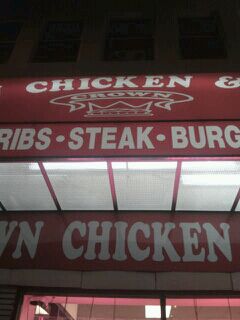 N CHICKEN &
CROWN
RIBS • STEAK • BURG
WN CHICKEN